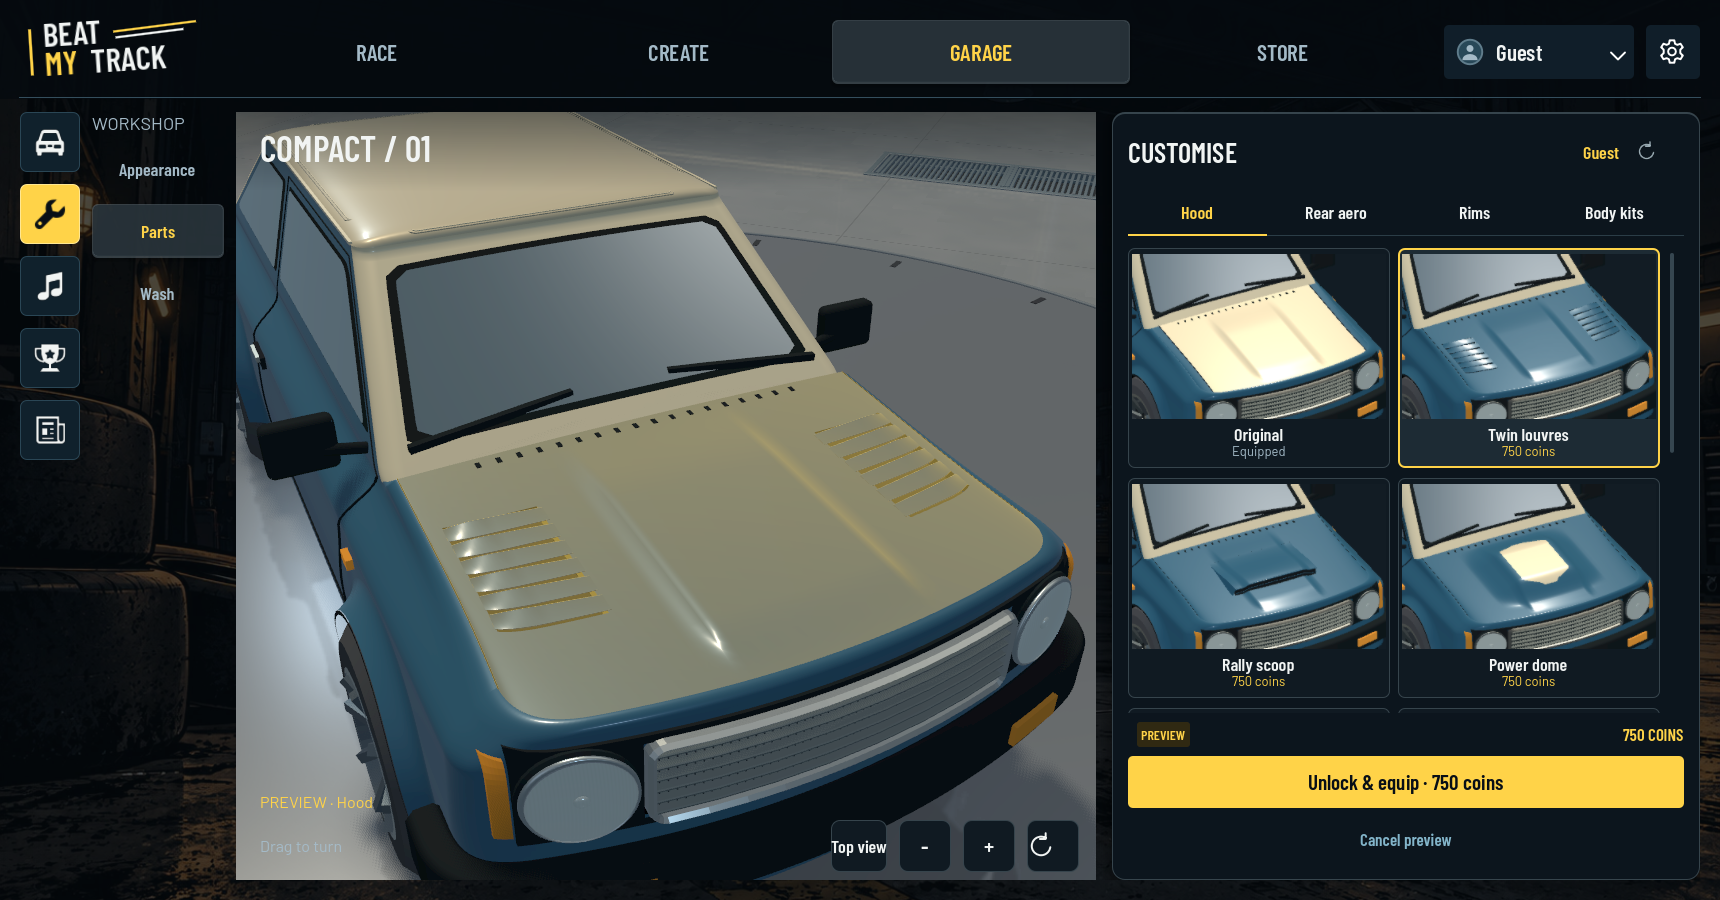 BEAT
MY TRACK
RACE
CREATE
GARAGE
STORE
Guest
WORKSHOP
Appearance
Parts
Wash
COMPACT / 01
PREVIEW · Hood
Drag to turn
Top view
-
+
CUSTOMISE
Guest
Hood
Rear aero
Rims
Body kits
Original
Equipped
Twin louvres
750 coins
Rally scoop
750 coins
Power dome
750 coins
PREVIEW
750 COINS
Unlock & equip · 750 coins
Cancel preview